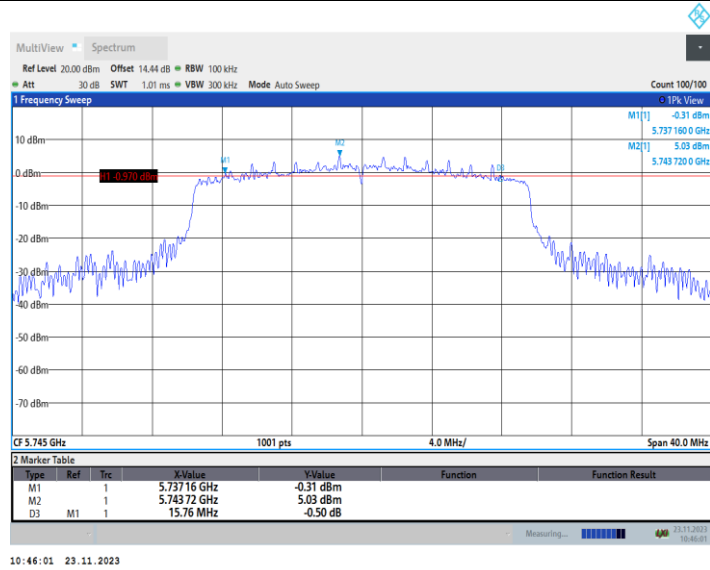 MultiView Spectrum
Ref Level 20.00 dBm Offset 14.44 dB RBW 100 kHz
Att 30 dB SWT 1.01 ms VBW 300 kHz Mode Auto Sweep Count 100/100
1 Frequency Sweep 1Pk View
M1[1] -0.31 dBm
5.737 160 0 GHz
M2[1] 5.03 dBm
5.743 720 0 GHz
10 dBm
M2
M1
D3
0 dBm
H1 -0.970 dBm
-10 dBm
-20 dBm
-30 dBm
-40 dBm
-50 dBm
-60 dBm
-70 dBm
CF 5.745 GHz 1001 pts 4.0 MHz/ Span 40.0 MHz
2 Marker Table
Type Ref Trc X-Value Y-Value Function Function Result
M1 1 5.73716 GHz -0.31 dBm
M2 1 5.74372 GHz 5.03 dBm
D3 M1 1 15.76 MHz -0.50 dB
Measuring... 23.11.2023
10:46:01
10:46:01 23.11.2023